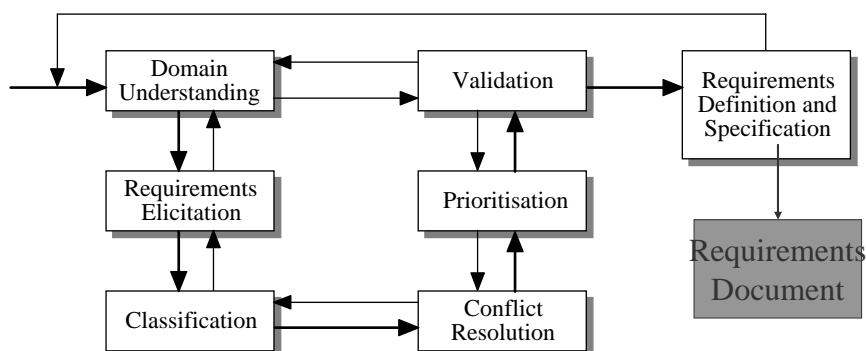 Domain
Understanding
Validation
Requirements
Definition and
Specification
Requirements
Elicitation
Prioritisation
Requirements
Document
Classification
Conflict
Resolution